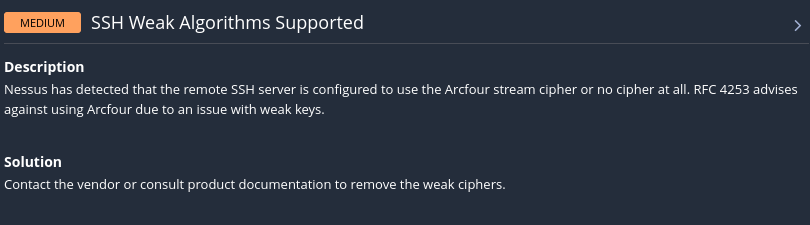 MEDIUM SSH Weak Algorithms Supported
Description
Nessus has detected that the remote SSH server is configured to use the Arcfour stream cipher or no cipher at all. RFC 4253 advises
against using Arcfour due to an issue with weak keys.
Solution
Contact the vendor or consult product documentation to remove the weak ciphers.